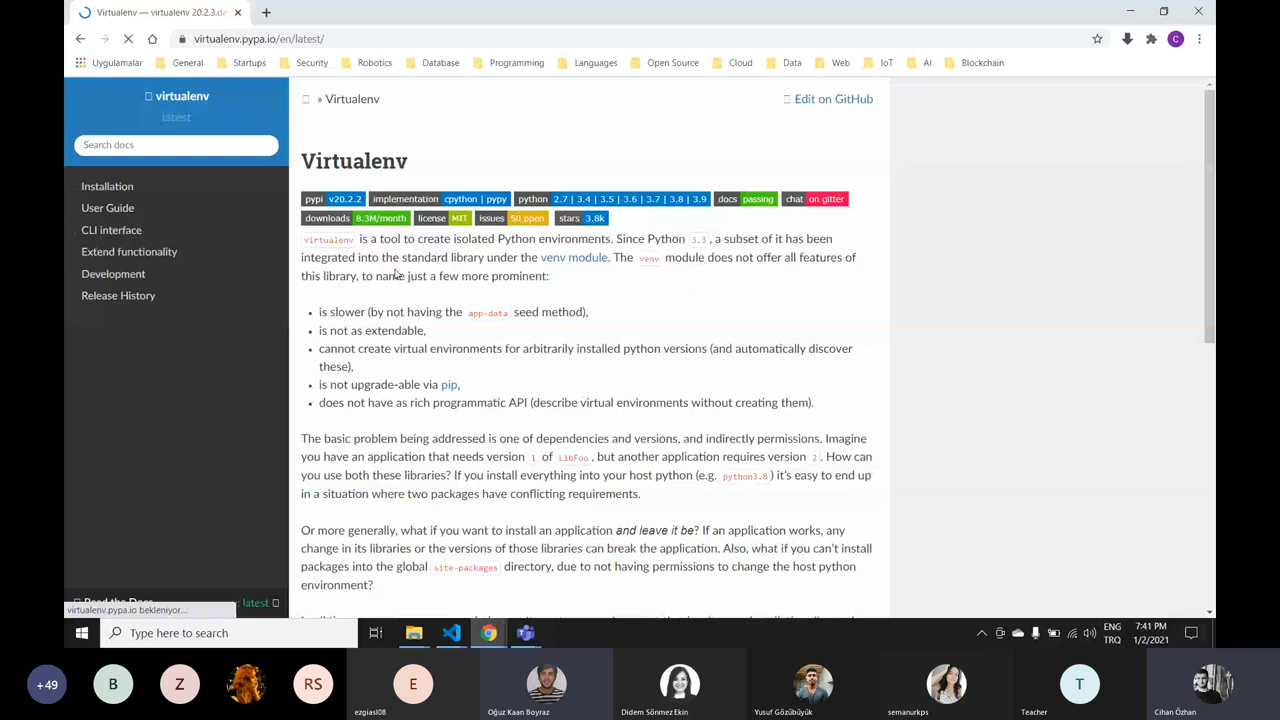 Virtualenv — virtualenv 20.2.3.de
virtualenv.pypa.io/en/latest/
Uygulamalar General Startups Security Robotics Database Programming Languages Open Source Cloud Data Web IoT AI Blockchain
C
virtualenv
latest
Search docs
Installation
User Guide
CLI interface
Extend functionality
Development
Release History
» Virtualenv
Edit on GitHub
Virtualenv
pypi v20.2.2 implementation cpython | pypy python 2.7 | 3.4 | 3.5 | 3.6 | 3.7 | 3.8 | 3.9 docs passing chat on gitter
downloads 8.3M/month license MIT issues 50 open stars 3.8k
virtualenv is a tool to create isolated Python environments. Since Python 3.3, a subset of it has been
integrated into the standard library under the venv module. The venv module does not offer all features of
this library, to name just a few more prominent:
• is slower (by not having the app-data seed method),
• is not as extendable,
• cannot create virtual environments for arbitrarily installed python versions (and automatically discover
these),
• is not upgrade-able via pip,
• does not have as rich programmatic API (describe virtual environments without creating them).
The basic problem being addressed is one of dependencies and versions, and indirectly permissions. Imagine
you have an application that needs version 1 of LibFoo, but another application requires version 2. How can
you use both these libraries? If you install everything into your host python (e.g. python3.8) it's easy to end up
in a situation where two packages have conflicting requirements.
Or more generally, what if you want to install an application and leave it be? If an application works, any
change in its libraries or the versions of those libraries can break the application. Also, what if you can't install
packages into the global site-packages directory, due to not having permissions to change the host python
environment?
Read the Docs
: latest
virtualenv.pypa.io bekleniyor...
Type here to search
ENG
TRQ
7:41 PM
1/2/2021
+49
B
Z
RS
E
T
ezgiasl08
Oğuz Kaan Boyraz
Didem Sönmez Ekin
Yusuf Gözübüyük
semanurkps
Teacher
Cihan Özhan